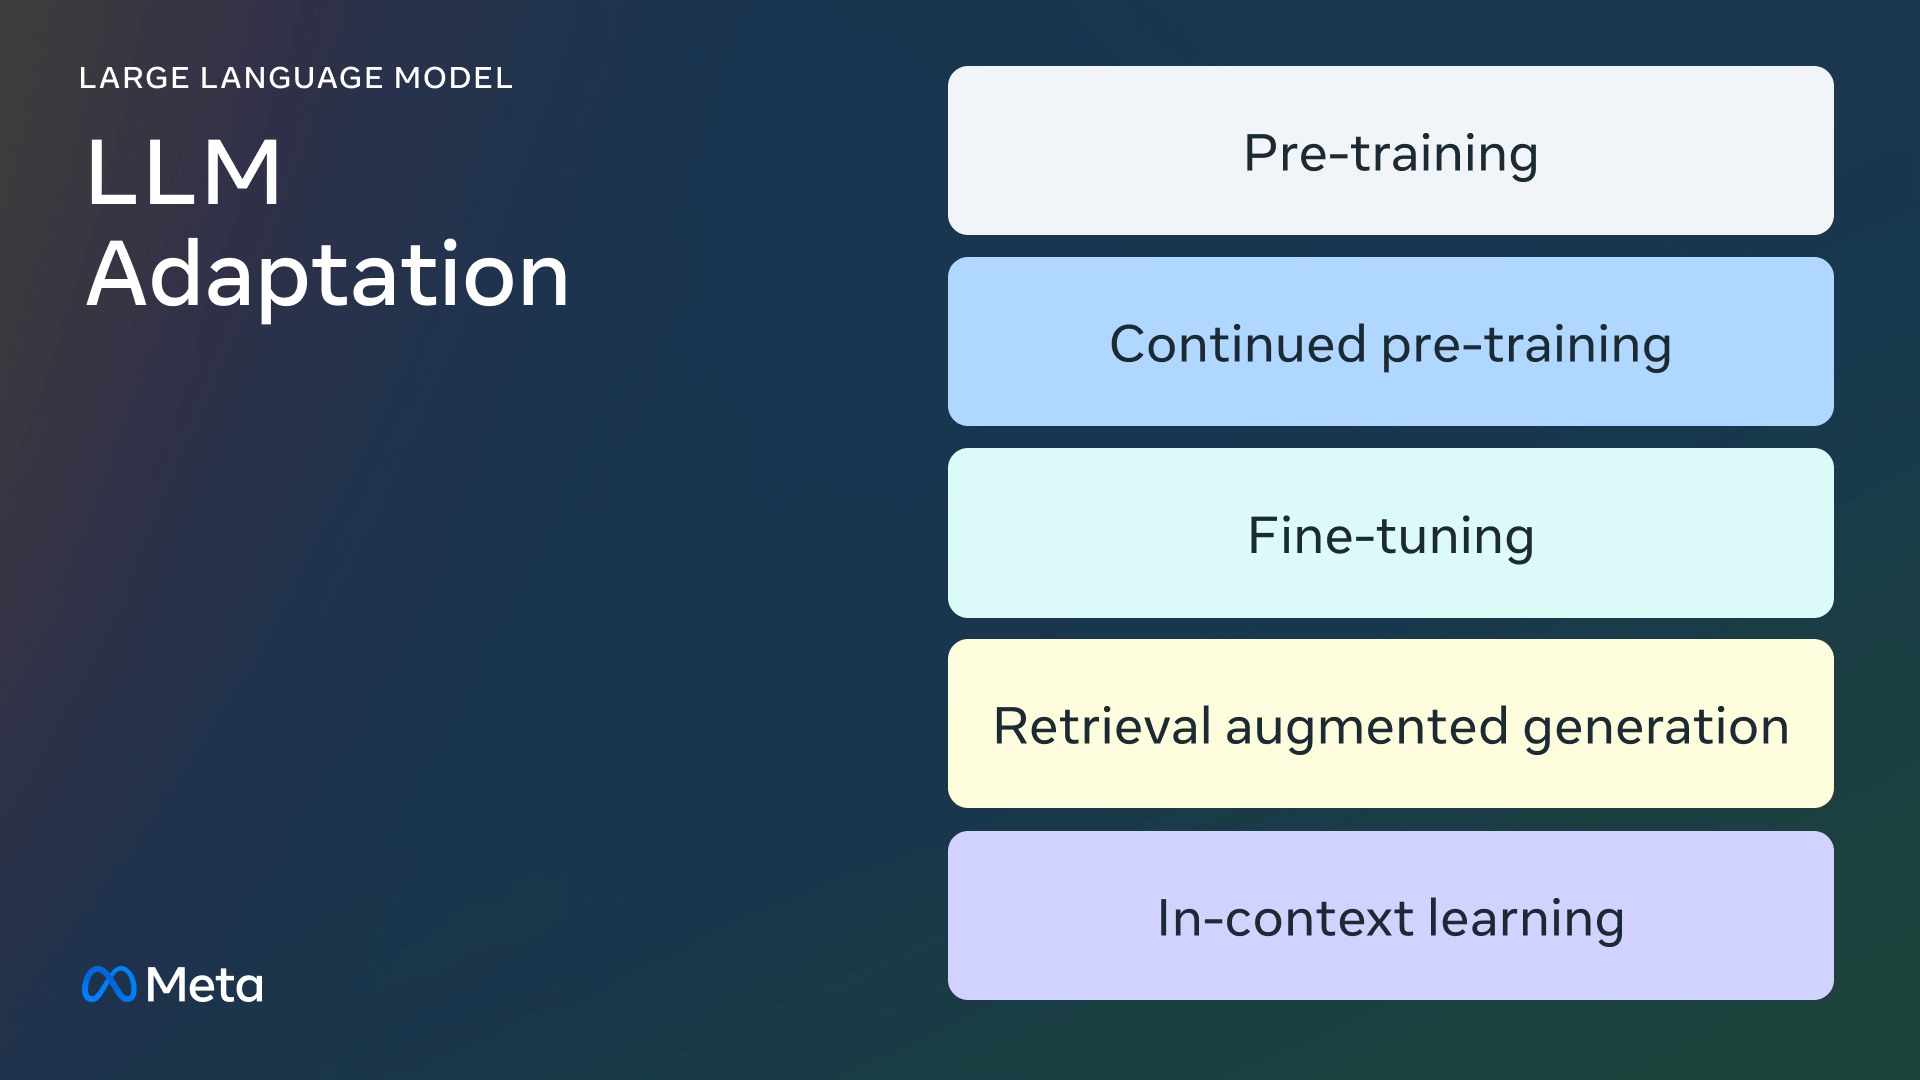 LARGE LANGUAGE MODEL
LLM
Adaptation
Pre-training
Continued pre-training
Fine-tuning
Retrieval augmented generation
In-context learning
Meta